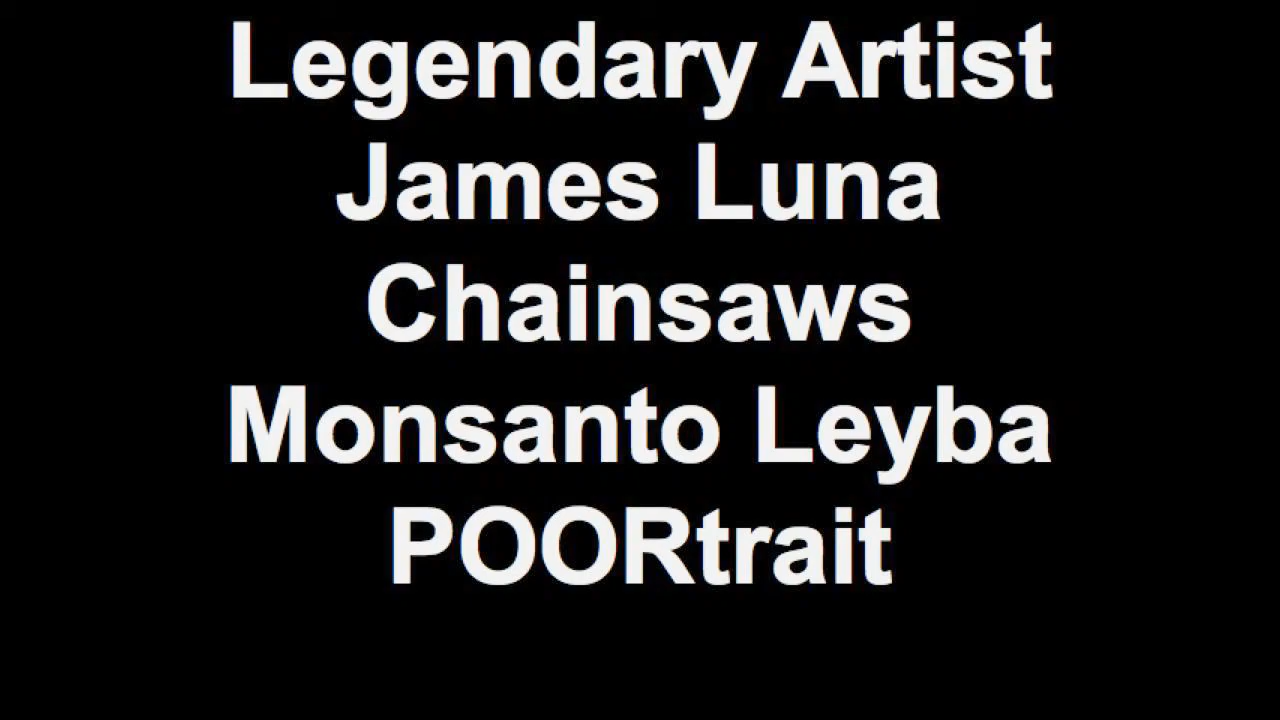 Legendary Artist
James Luna
Chainsaws
Monsanto Leyba
POORtrait